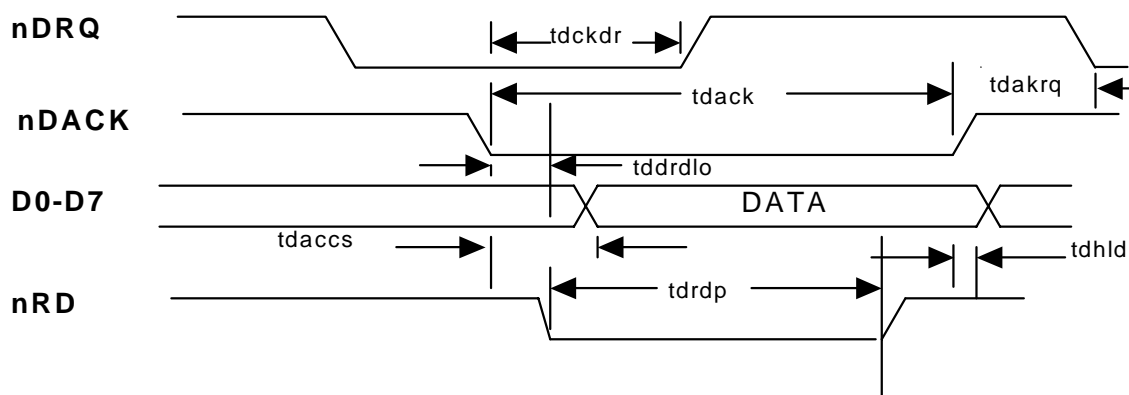 nDRQ
tdckdr
tdack
tdakrq
nDACK
tddrdlo
D0-D7
DATA
tdaccs
tdhld
nRD
tdrdp